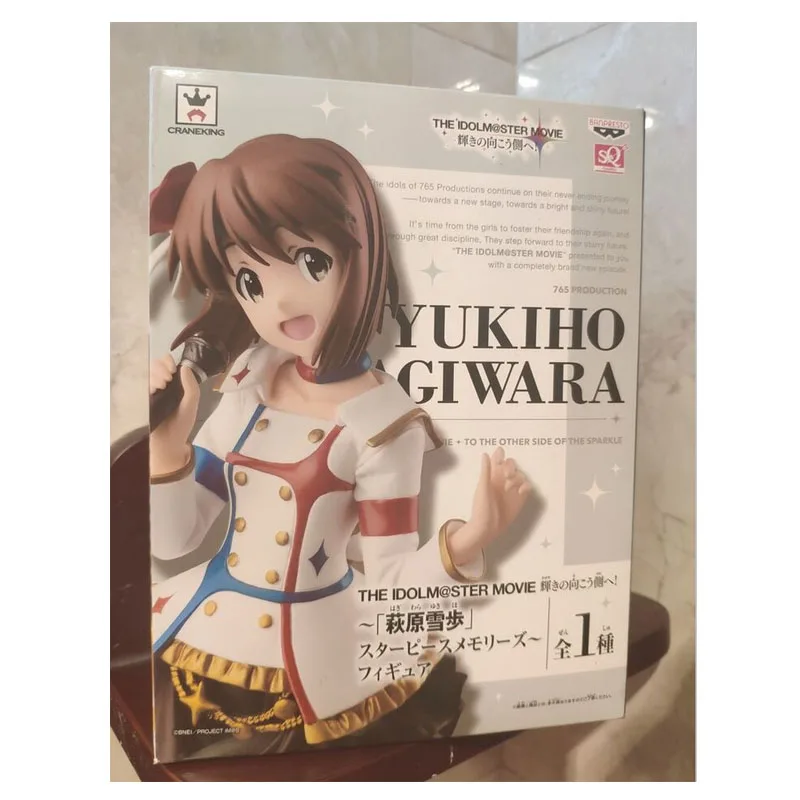 CRANEKING
THE IDOLM@STER MOVIE
輝きの向こう側へ!
BANPRESTO
SQ
The idols of 765 Productions continue on their never ending journey
——towards a new stage, towards a bright and shiny future!
It's time from the girls to foster their friendship again, and
through great discipline, They step forward to their starry future.
"THE IDOLM@STER MOVIE" presented to you
with a completely brand new episode.
765 PRODUCTION
YUKIHO
AGIWARA
IE • TO THE OTHER SIDE OF THE SPARKLE
THE IDOLM@STER MOVIE 輝きの向こう側へ!
～「萩原雪歩」
はぎ わら ゆき ほ
スターピースメモリーズ～
フィギュア
全1種
ぜん しゅ
©BNEI/PROJECT iM@S